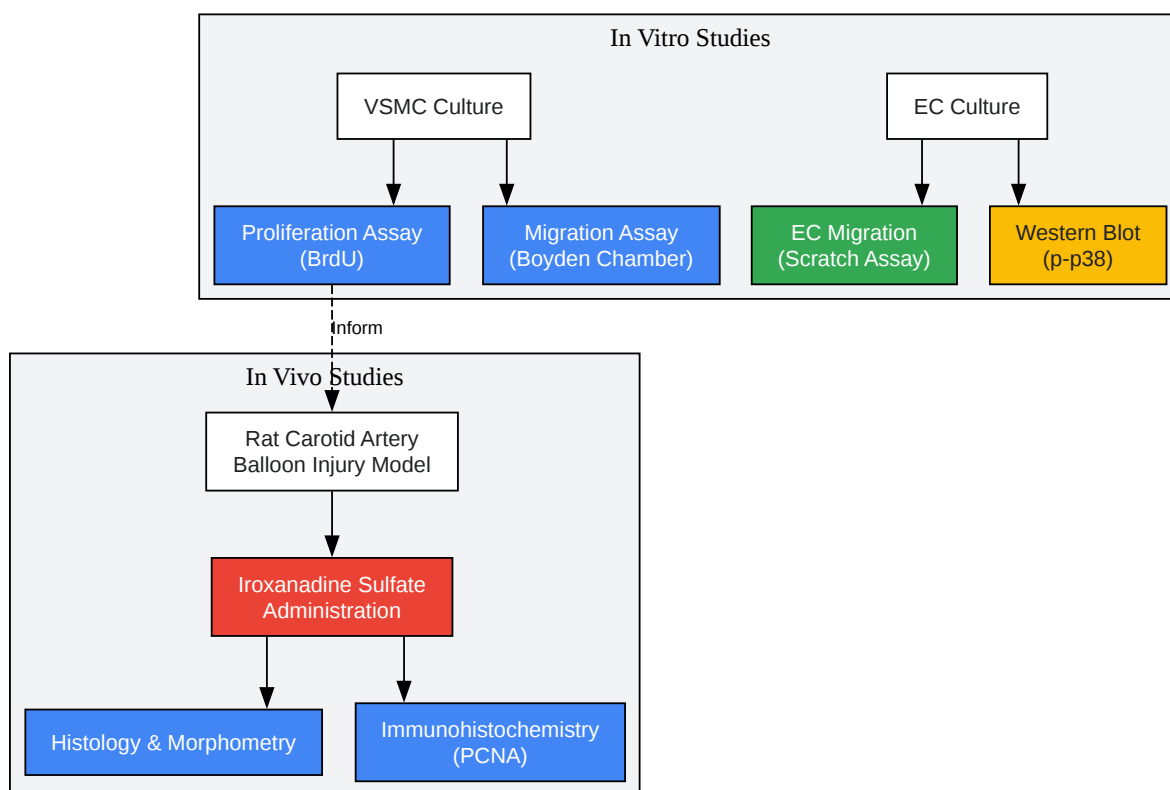 In Vitro Studies
VSMC Culture
EC Culture
Proliferation Assay
(BrdU)
Migration Assay
(Boyden Chamber)
EC Migration
(Scratch Assay)
Western Blot
(p-p38)
Inform
In Vivo Studies
Rat Carotid Artery
Balloon Injury Model
Iroxanadine Sulfate
Administration
Histology & Morphometry
Immunohistochemistry
(PCNA)